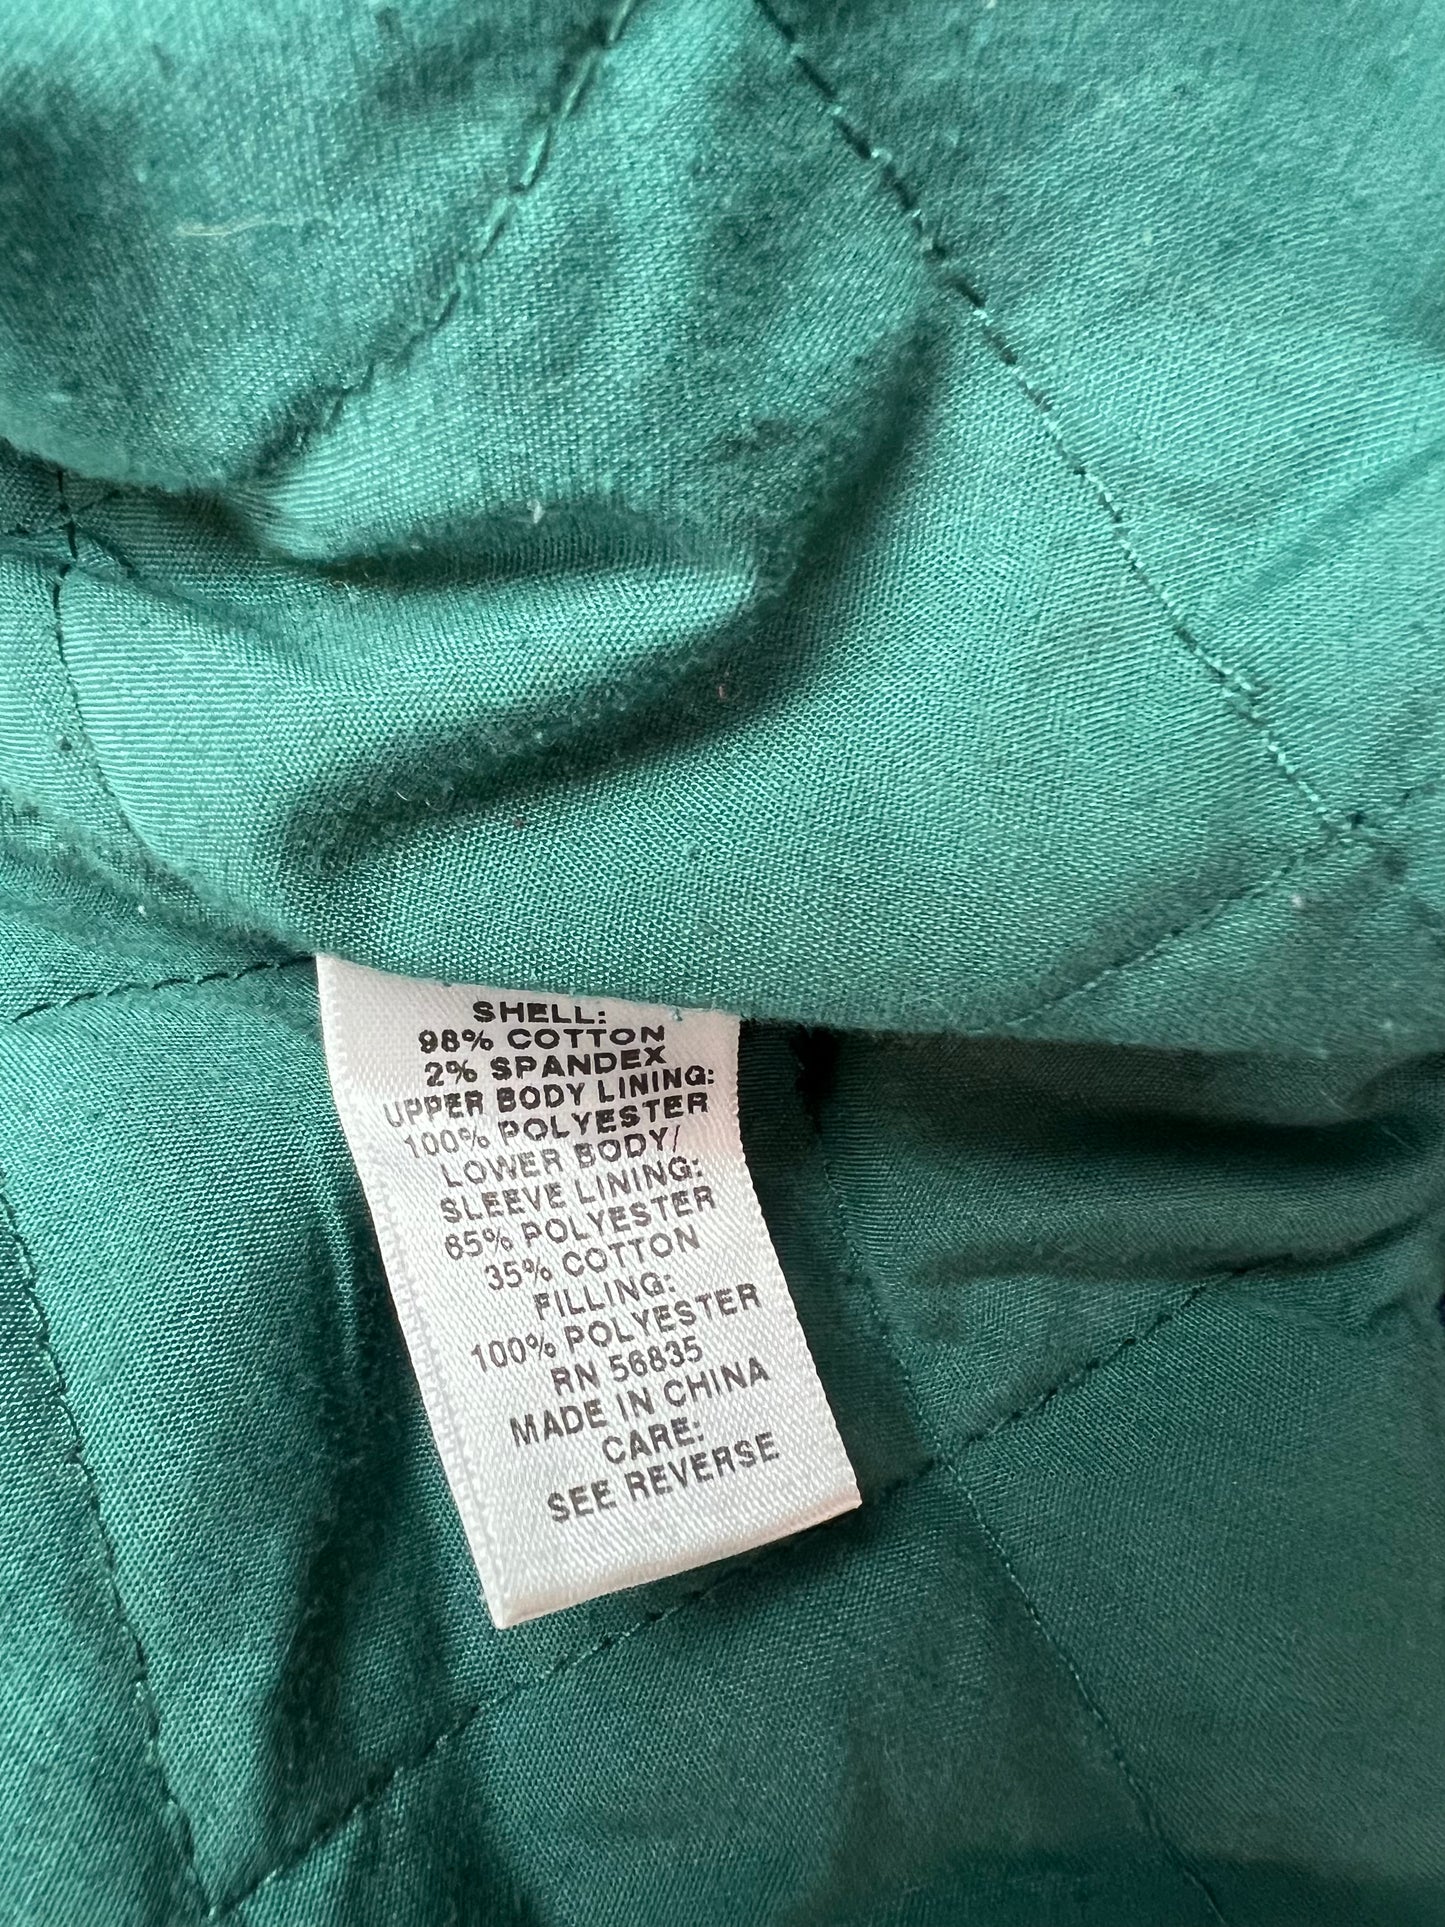 SHELL:
98% COTTON
2% SPANDEX
UPPER BODY LINING:
100% POLYESTER
LOWER BODY/
SLEEVE LINING:
65% POLYESTER
35% COTTON
FILLING:
100% POLYESTER
RN 56835
MADE IN CHINA
CARE:
SEE REVERSE